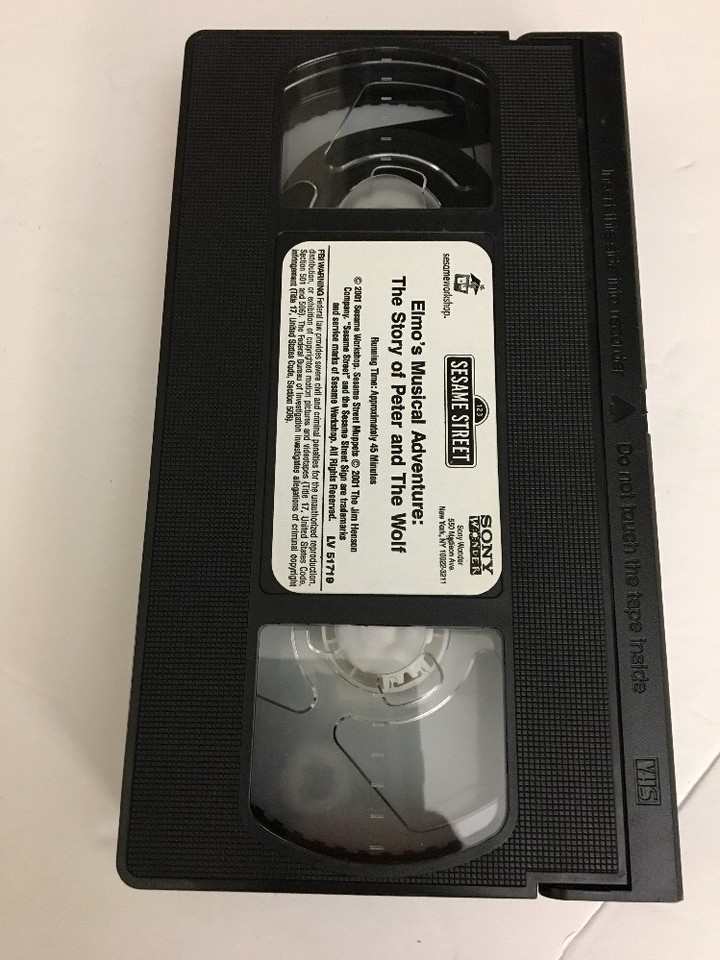 sesameworkshop.
123
SESAME STREET
SONY
WONDER
Sony Wonder
550 Madison Ave.
New York, NY 10022-3211
Elmo's Musical Adventure:
The Story of Peter and The Wolf
Running Time: Approximately 45 Minutes
© 2001 Sesame Workshop. Sesame Street Muppets © 2001 The Jim Henson
Company. "Sesame Street" and the Sesame Street Sign are trademarks
and service marks of Sesame Workshop. All Rights Reserved.
LV 51719
FBI WARNING Federal law provides severe civil and criminal penalties for the unauthorized reproduction,
distribution, or exhibition of copyrighted motion pictures and videotapes (Title 17, United States Code,
Section 501 and 506). The Federal Bureau of Investigation investigates allegations of criminal copyright
infringement (Title 17, United States Code, Section 506).
Insert this side into recorder
Do not touch the tape inside
VHS